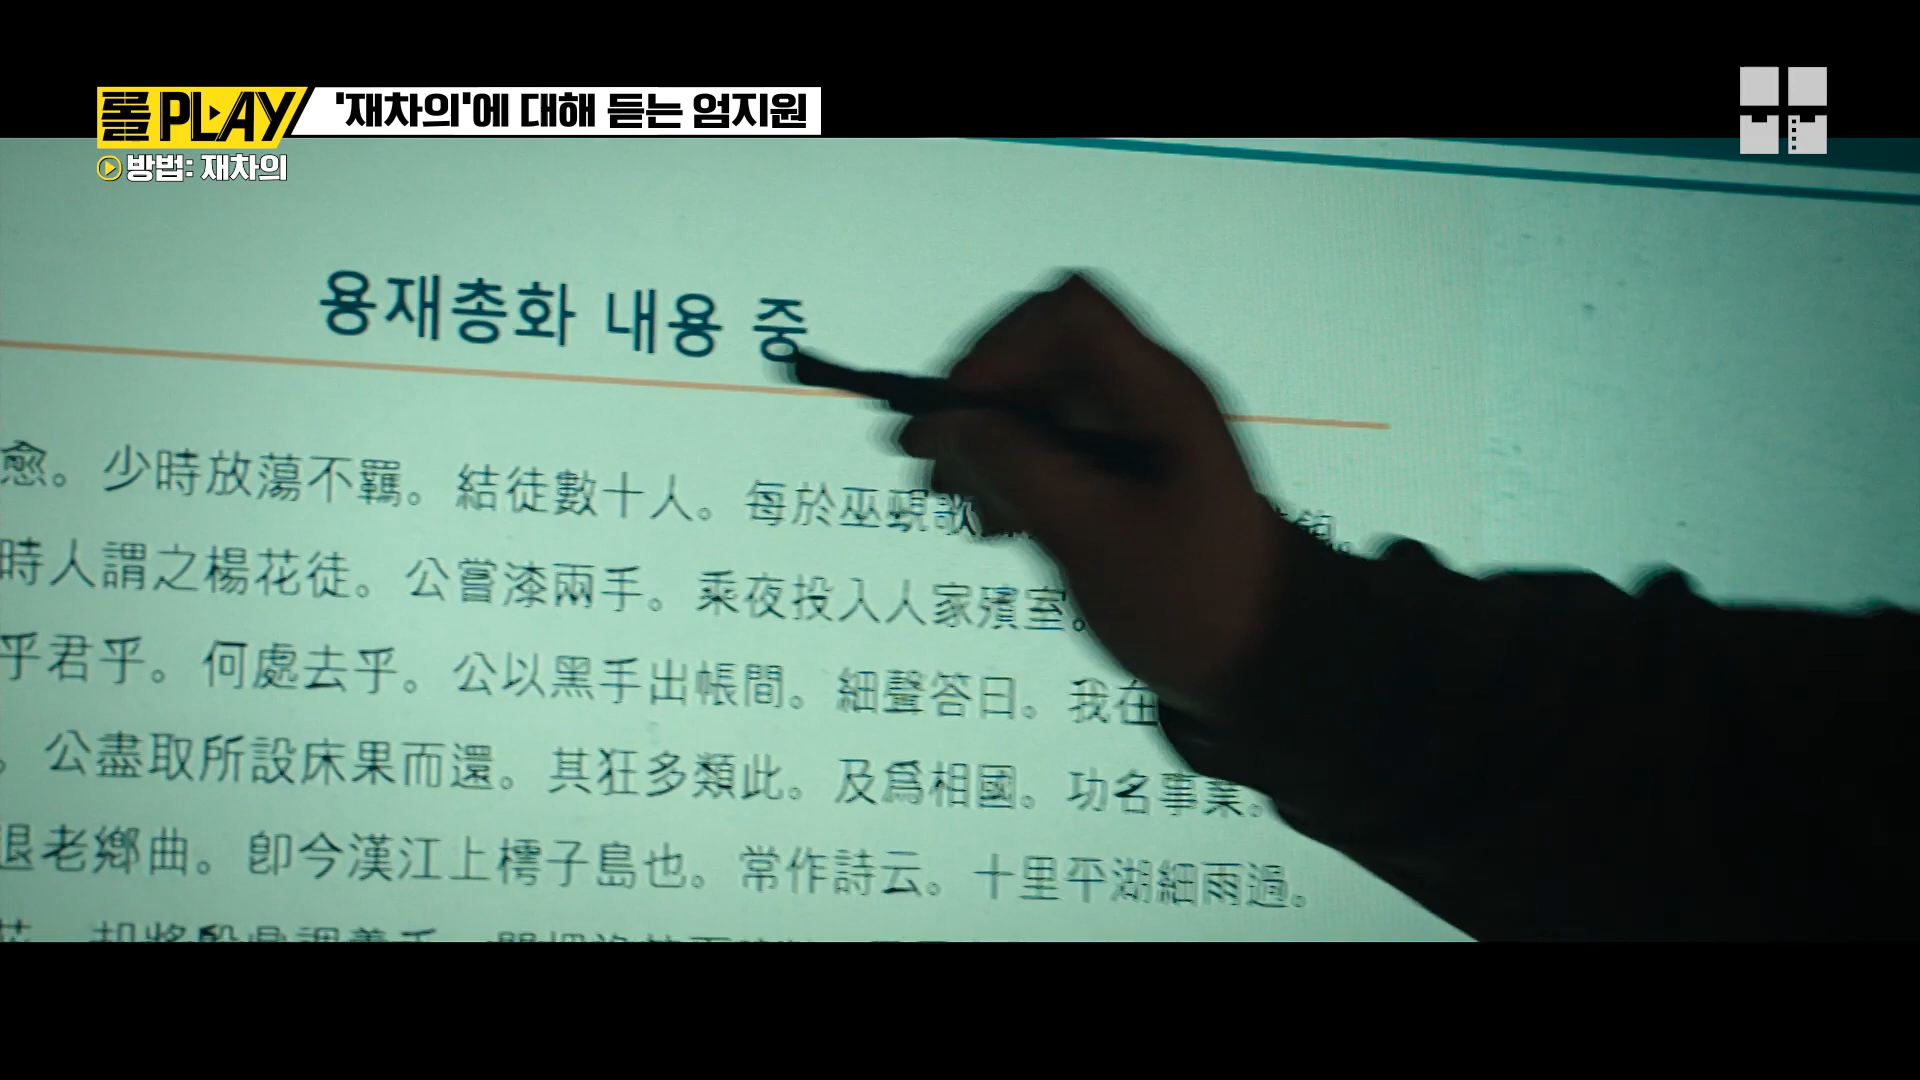 롤PLAY '재차의'에 대해 듣는 엄지원
방법: 재차의
용재총화 내용 중
愈。少時放蕩不羈。結徒數十人。每於巫覡歌
時人謂之楊花徒。公嘗漆兩手。乘夜投入人家殯室。
乎君乎。何處去乎。公以黑手出帳間。細聲答曰。我在
。公盡取所設床果而還。其狂多類此。及爲相國。功名事業。
退老鄕曲。卽今漢江上樗子島也。常作詩云。十里平湖細雨過。